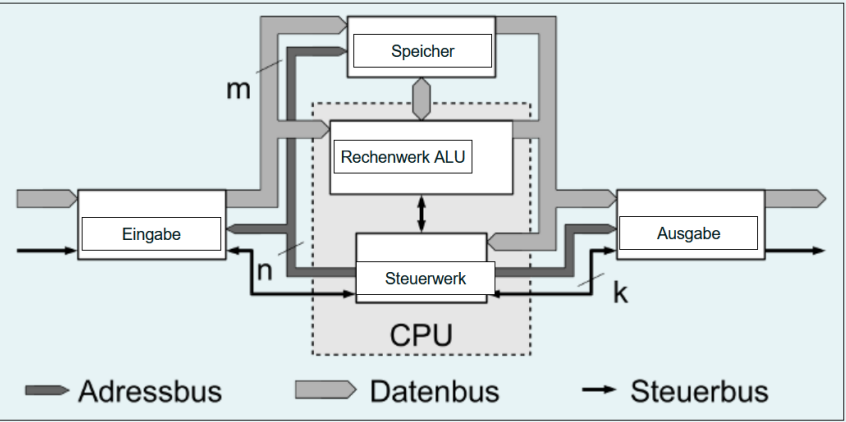 Speicher
m
Rechenwerk ALU
Eingabe
Ausgabe
n
Steuerwerk
k
CPU
Adressbus
Datenbus
Steuerbus